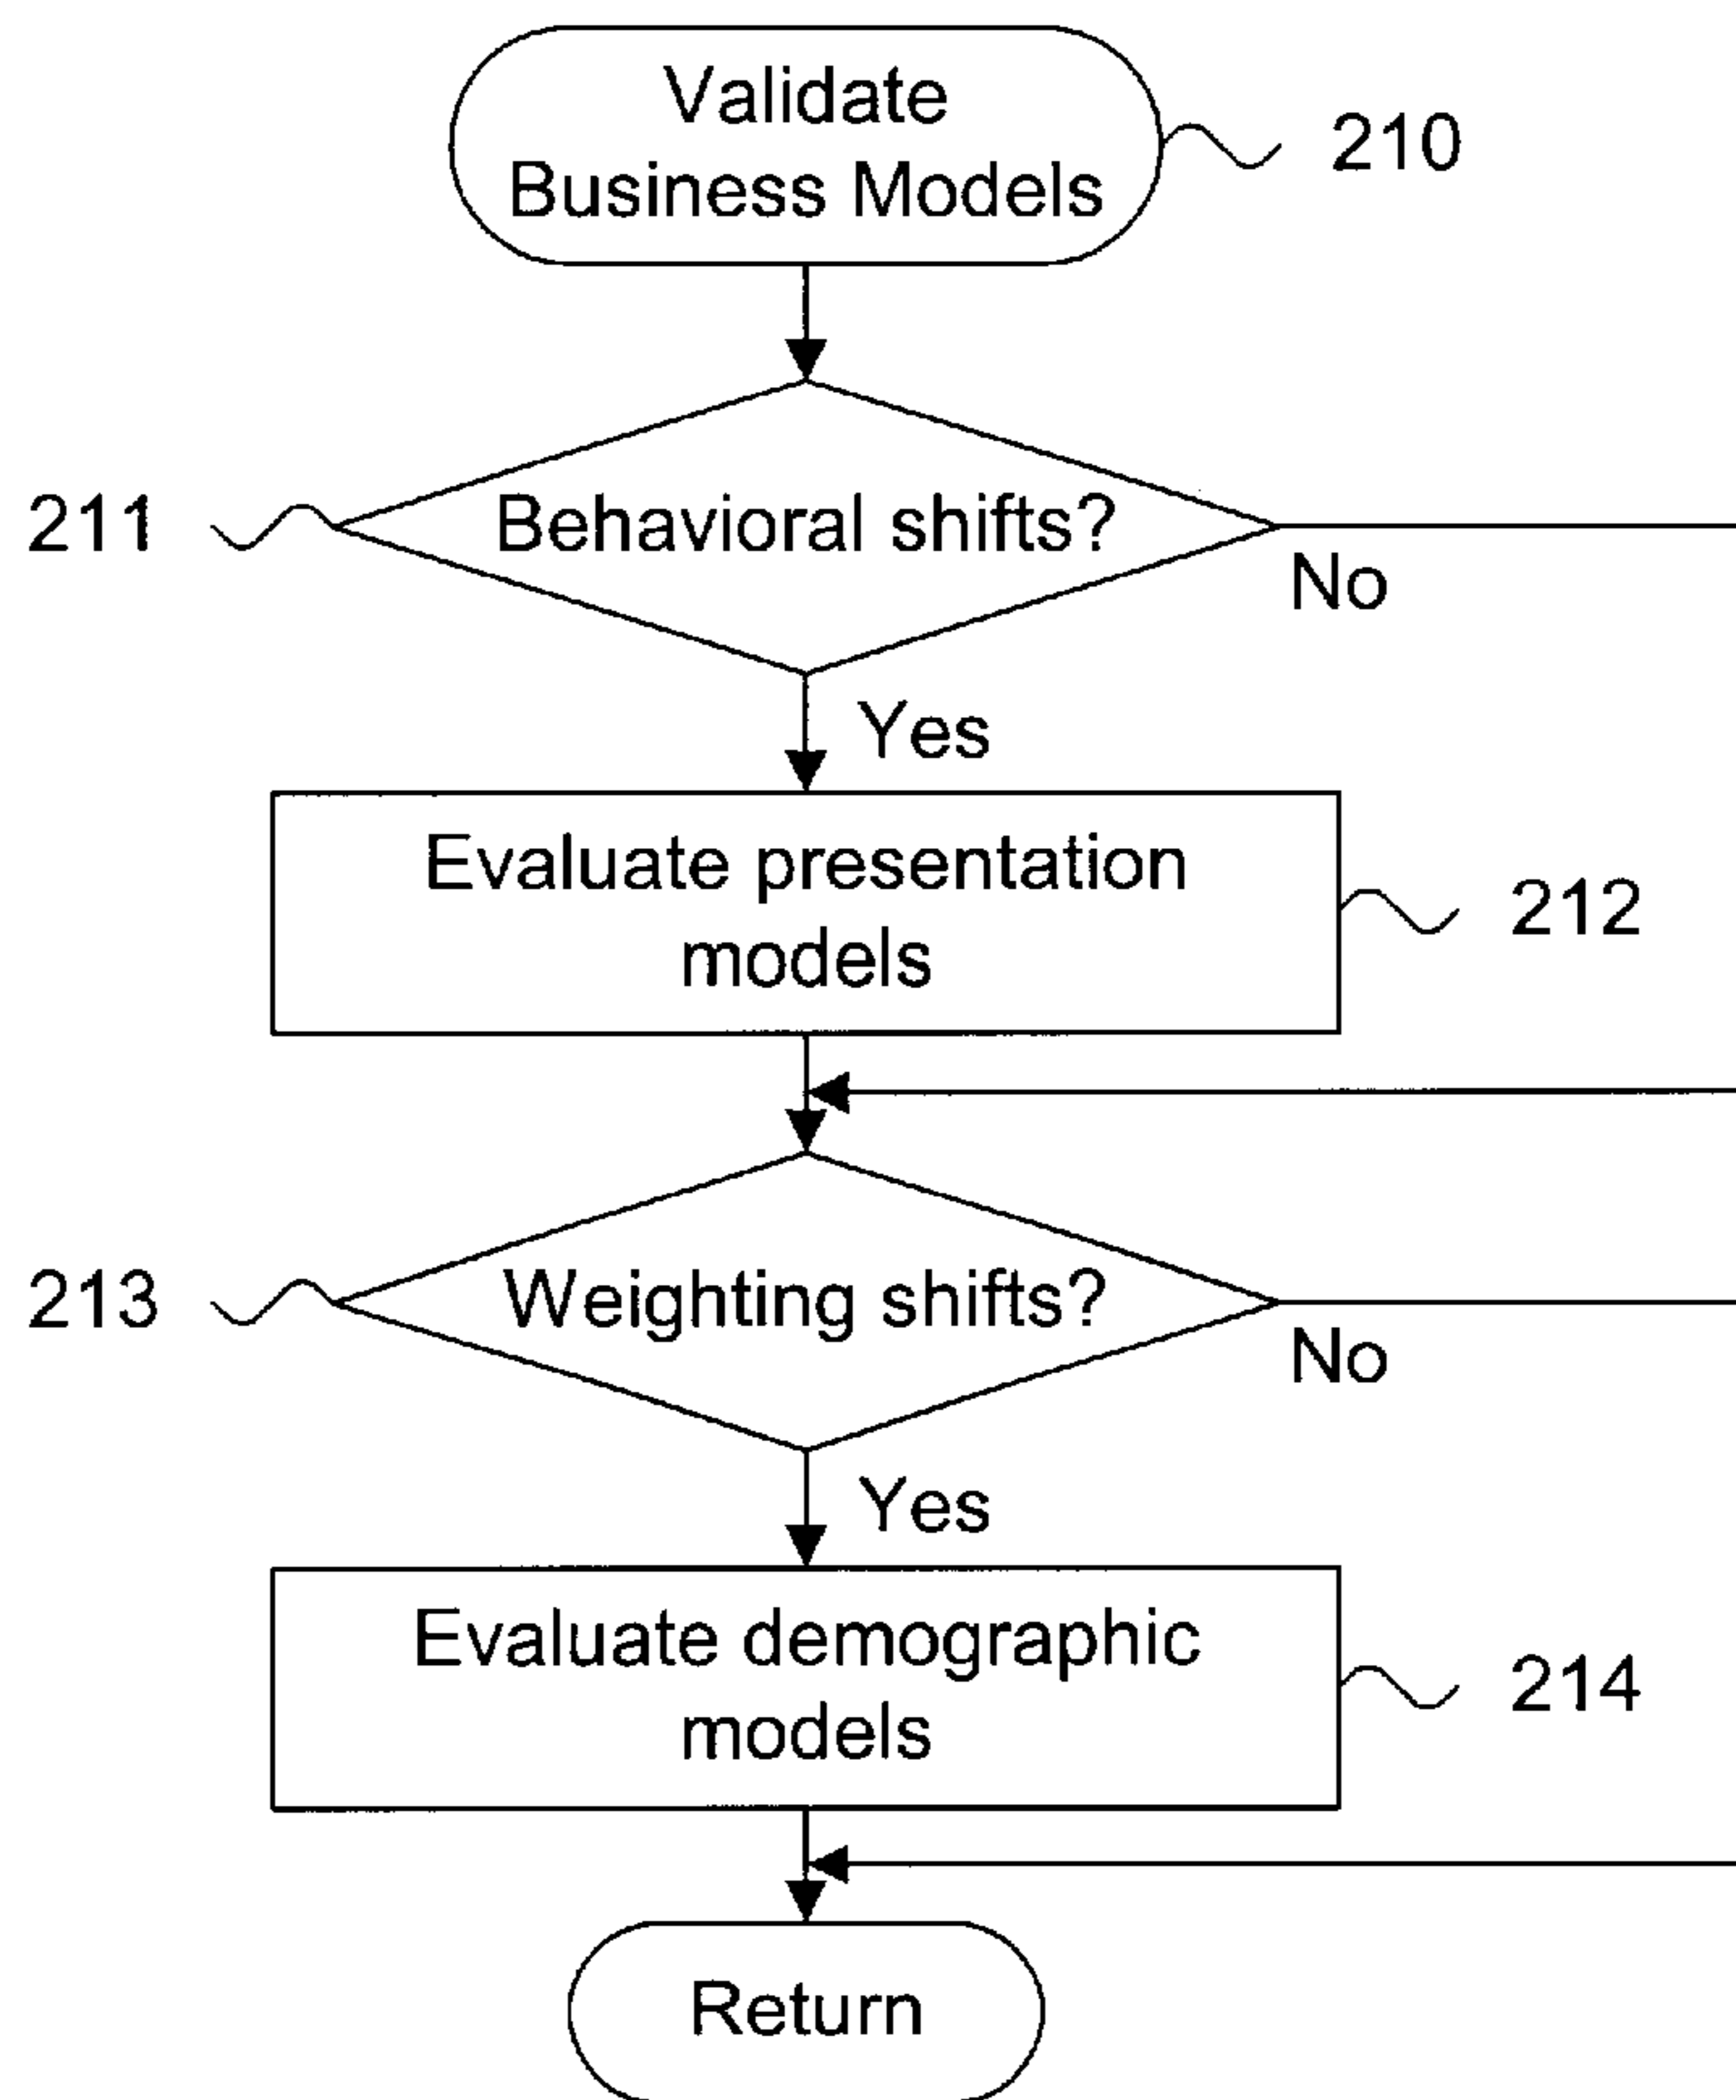 Validate
Business Models
210
211
Behavioral shifts?
No
Yes
Evaluate presentation
models
212
213
Weighting shifts?
No
Yes
Evaluate demographic
models
214
Return